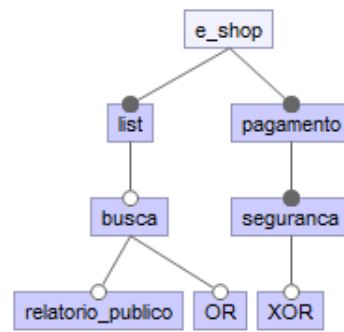 e_shop
list pagamento
busca seguranca
relatorio_publico OR XOR